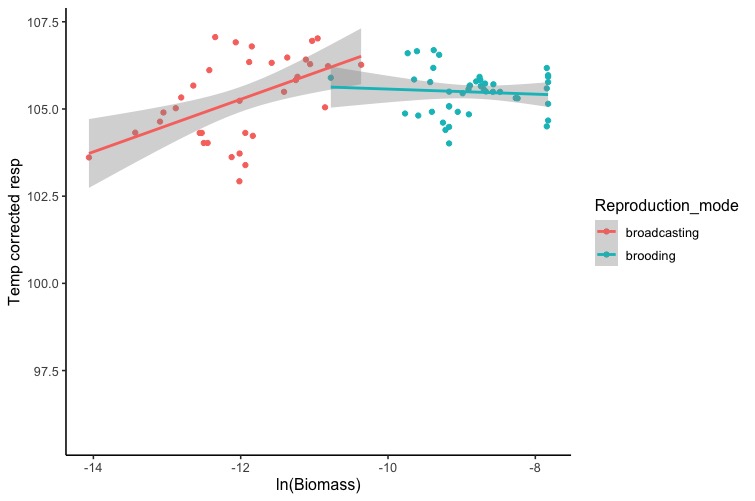 107.5
105.0
102.5
100.0
97.5
Temp corrected resp
-14
-12
-10
-8
ln(Biomass)
Reproduction_mode
broadcasting
brooding